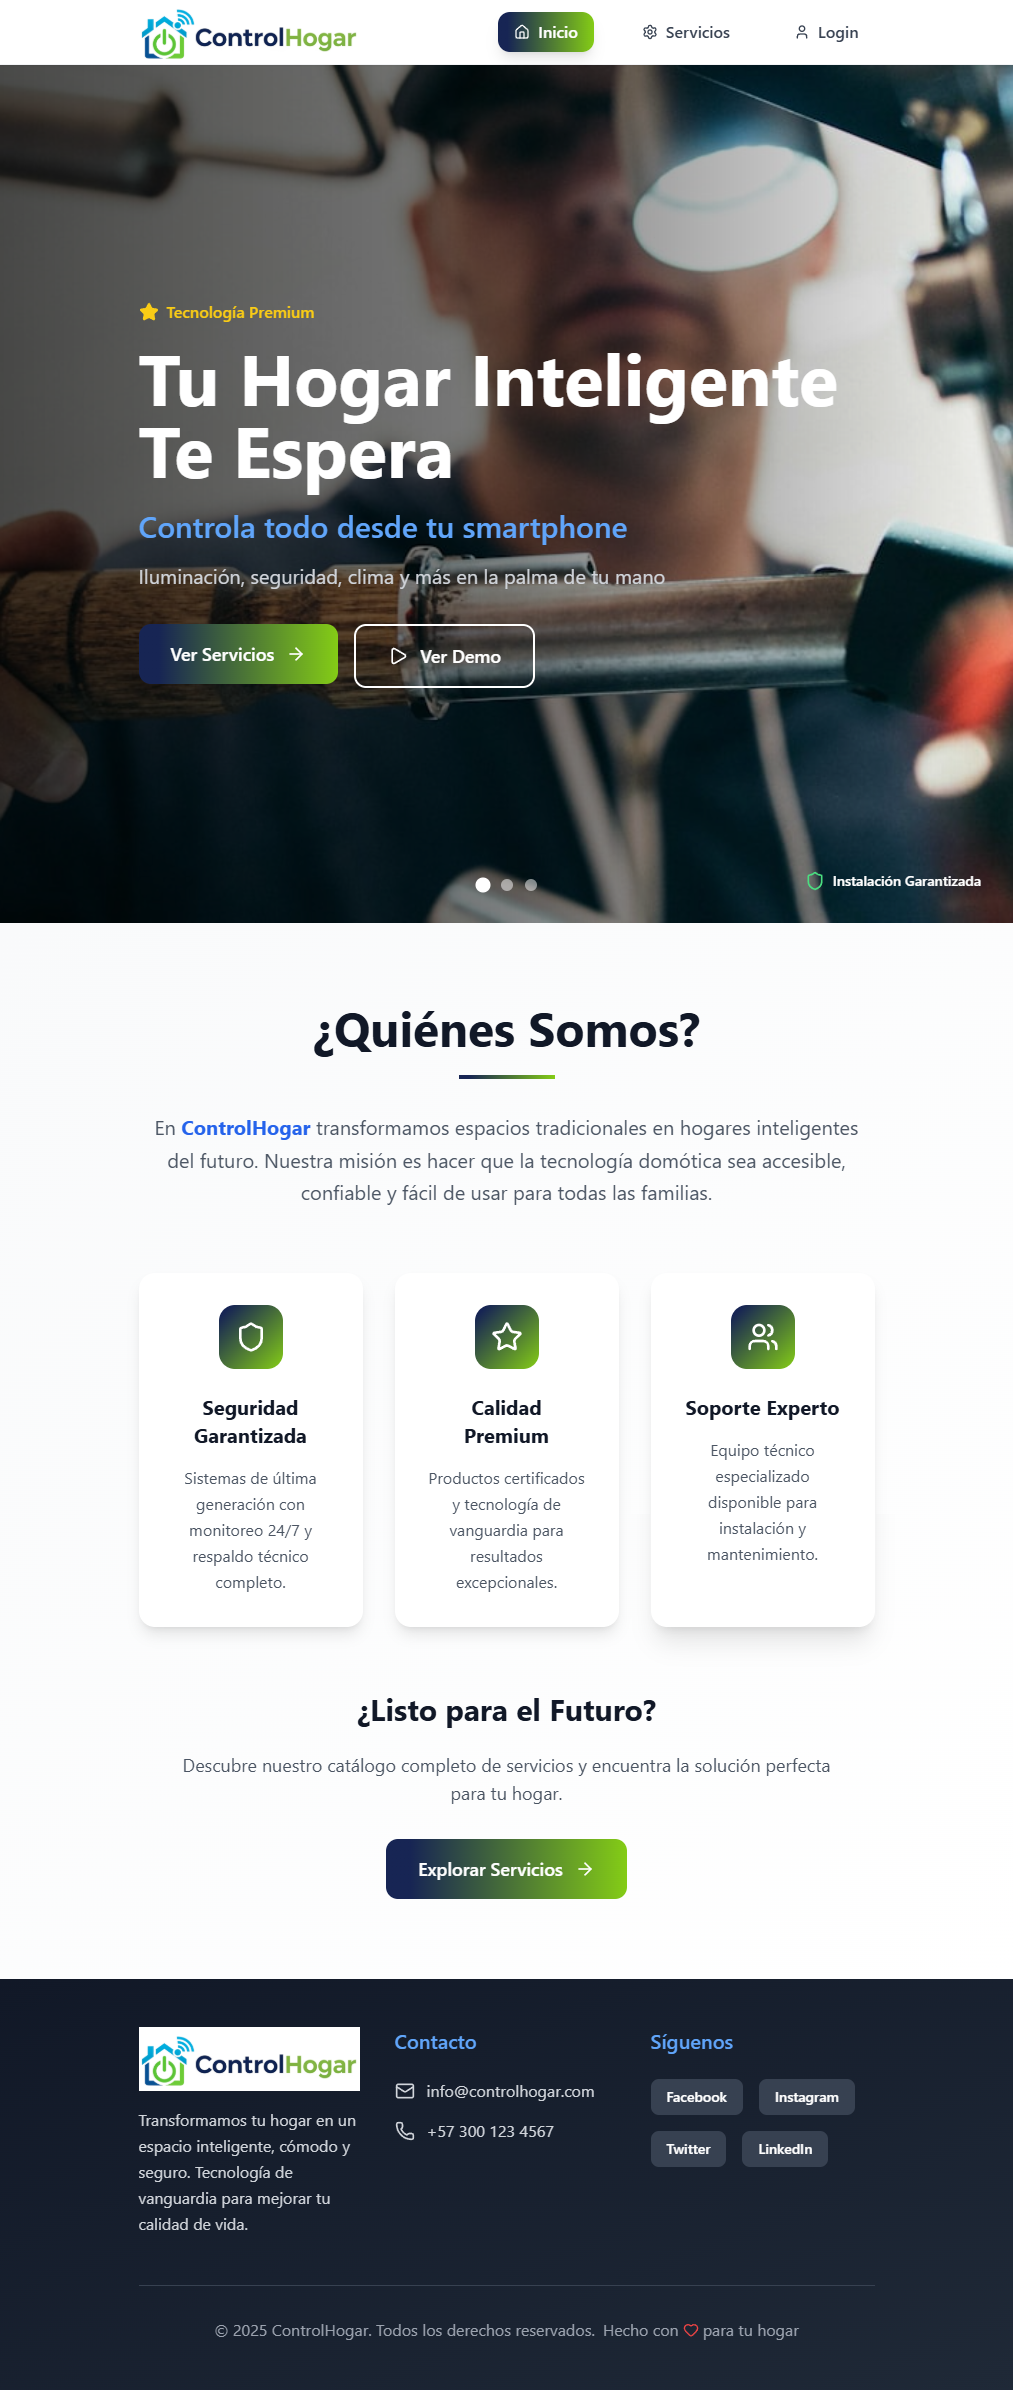 ControlHogar
Inicio
Servicios
Login
Tecnología Premium
Tu Hogar Inteligente
Te Espera
Controla todo desde tu smartphone
Iluminación, seguridad, clima y más en la palma de tu mano
Ver Servicios
Ver Demo
Instalación Garantizada
¿Quiénes Somos?
En ControlHogar transformamos espacios tradicionales en hogares inteligentes
del futuro. Nuestra misión es hacer que la tecnología domótica sea accesible,
confiable y fácil de usar para todas las familias.
Seguridad
Garantizada
Sistemas de última
generación con
monitoreo 24/7 y
respaldo técnico
completo.
Calidad
Premium
Productos certificados
y tecnología de
vanguardia para
resultados
excepcionales.
Soporte Experto
Equipo técnico
especializado
disponible para
instalación y
mantenimiento.
¿Listo para el Futuro?
Descubre nuestro catálogo completo de servicios y encuentra la solución perfecta
para tu hogar.
Explorar Servicios
ControlHogar
Transformamos tu hogar en un
espacio inteligente, cómodo y
seguro. Tecnología de
vanguardia para mejorar tu
calidad de vida.
Contacto
info@controlhogar.com
+57 300 123 4567
Síguenos
Facebook
Instagram
Twitter
LinkedIn
© 2025 ControlHogar. Todos los derechos reservados. Hecho con para tu hogar